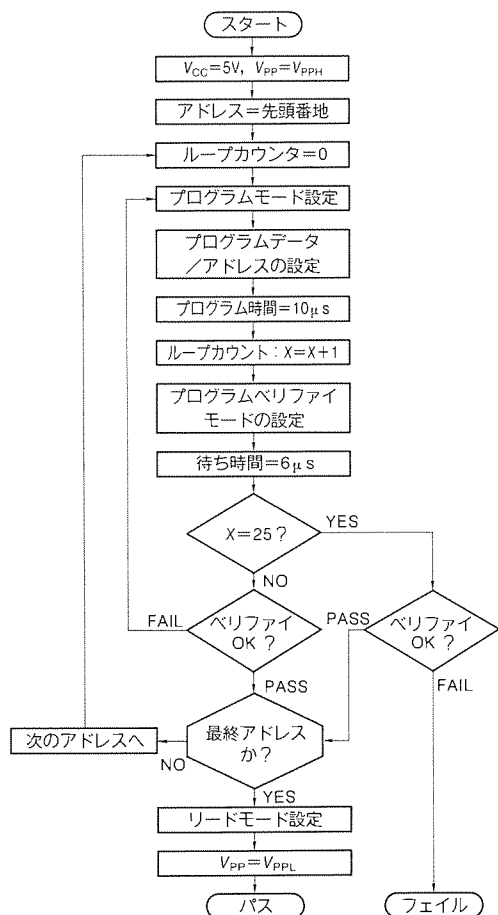 スタート
VCC=5V, VPP=VPPH
アドレス=先頭番地
ループカウンタ=0
プログラムモード設定
プログラムデータ
/アドレスの設定
プログラム時間=10μs
ループカウント:X=X+1
プログラムベリファイ
モードの設定
待ち時間=6μs
X=25?
YES
NO
ベリファイ
OK?
FAIL
PASS
ベリファイ
OK?
PASS
FAIL
最終アドレス
か?
NO
次のアドレスへ
YES
リードモード設定
VPP=VPPL
パス
フェイル